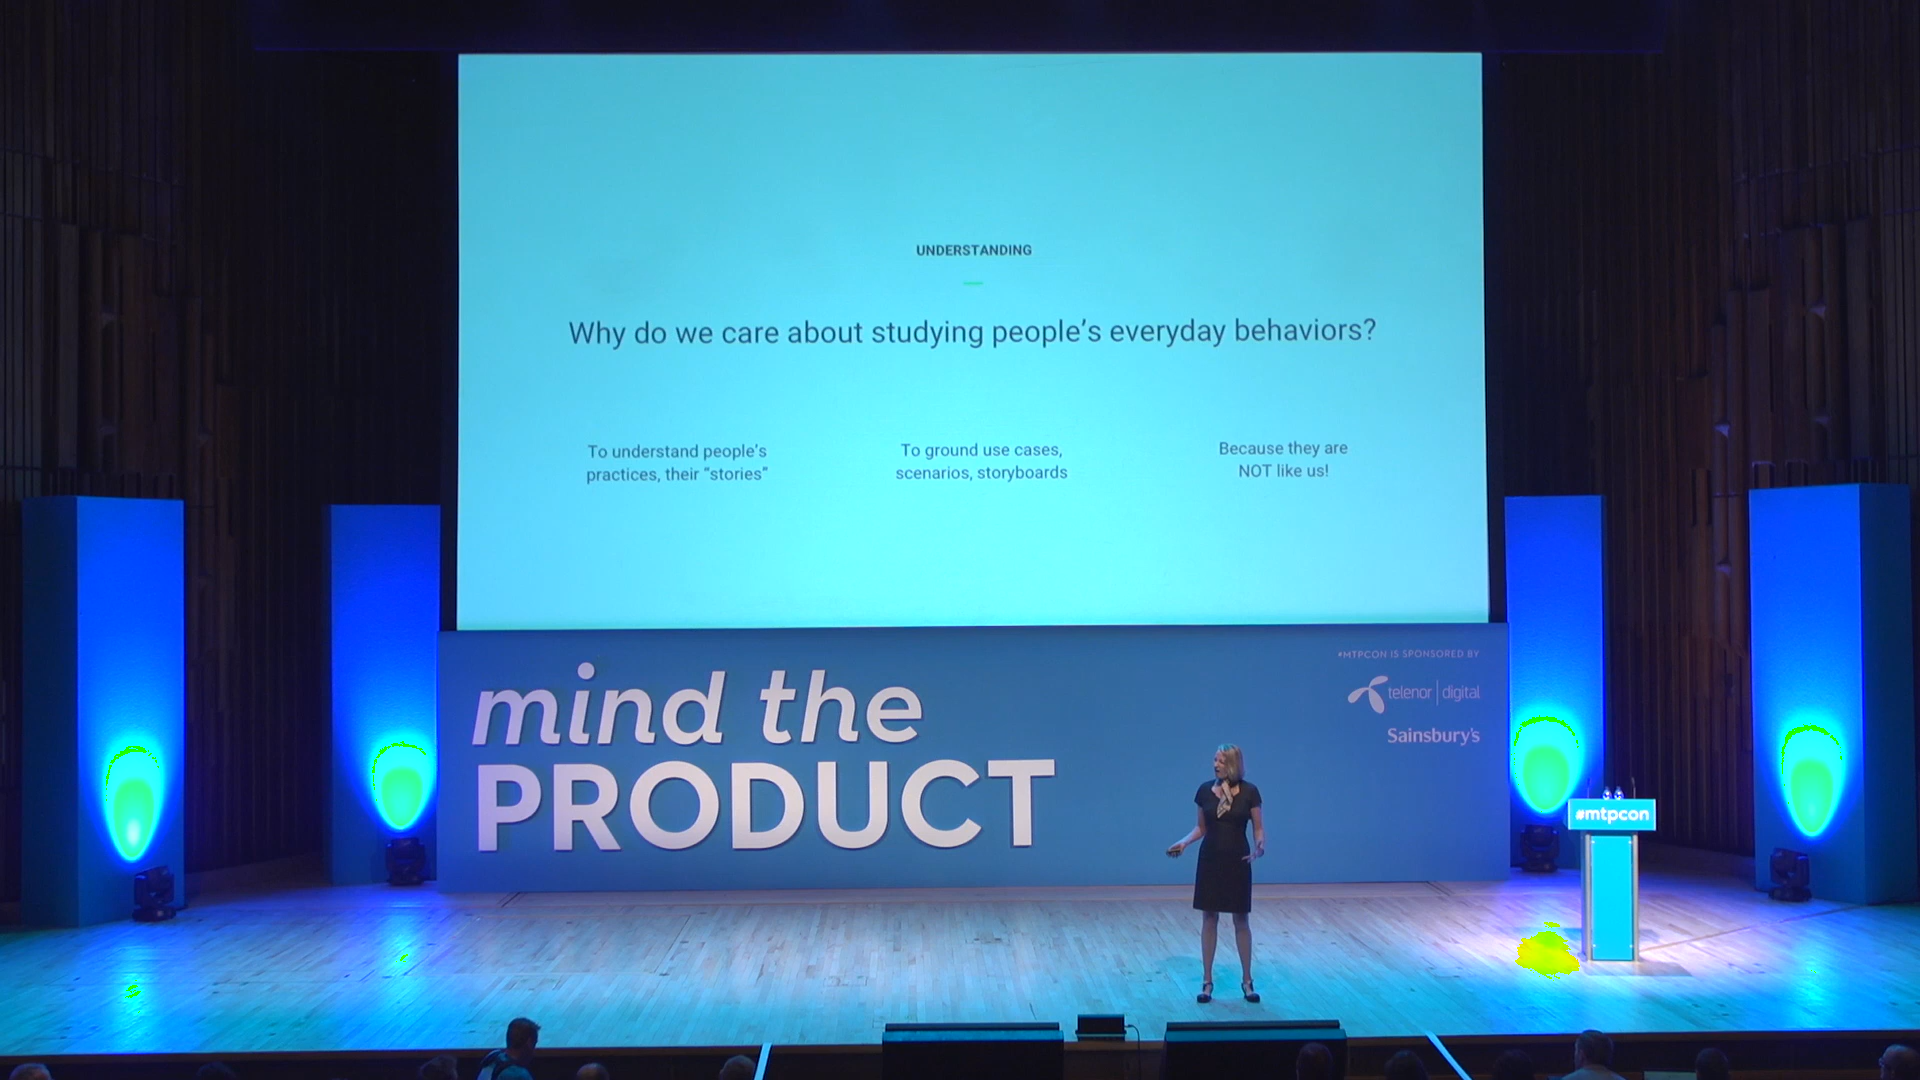 UNDERSTANDING
Why do we care about studying people's everyday behaviors?
To understand people's
practices, their “stories”
To ground use cases,
scenarios, storyboards
Because they are
NOT like us!
mind the
PRODUCT
#MTPCON IS SPONSORED BY
telenor | digital
Sainsbury's
#mtpcon